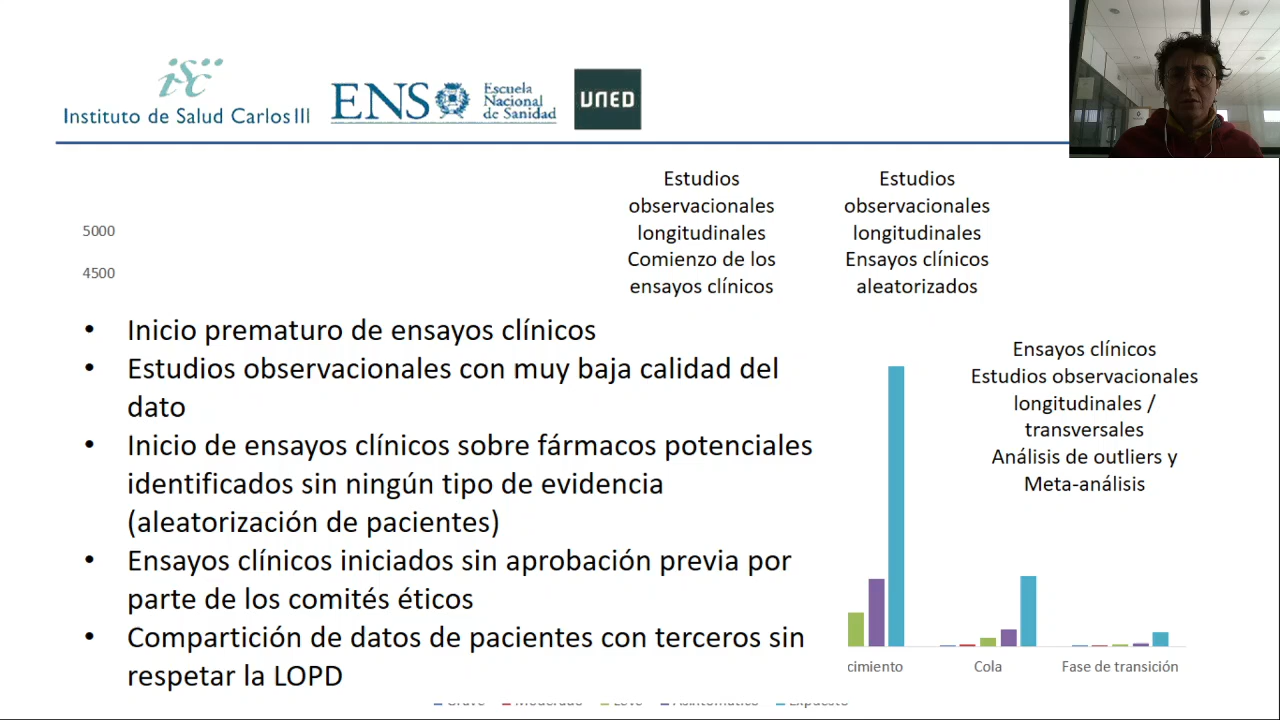 isc
Instituto de Salud Carlos III
ENS
Escuela
Nacional
de Sanidad
UNED
Estudios
observacionales
longitudinales
Comienzo de los
ensayos clínicos
Estudios
observacionales
longitudinales
Ensayos clínicos
aleatorizados
5000
4500
• Inicio prematuro de ensayos clínicos
• Estudios observacionales con muy baja calidad del
dato
• Inicio de ensayos clínicos sobre fármacos potenciales
identificados sin ningún tipo de evidencia
(aleatorización de pacientes)
• Ensayos clínicos iniciados sin aprobación previa por
parte de los comités éticos
• Compartición de datos de pacientes con terceros sin
respetar la LOPD
Ensayos clínicos
Estudios observacionales
longitudinales /
transversales
Análisis de outliers y
Meta-análisis
cimiento
Cola
Fase de transición